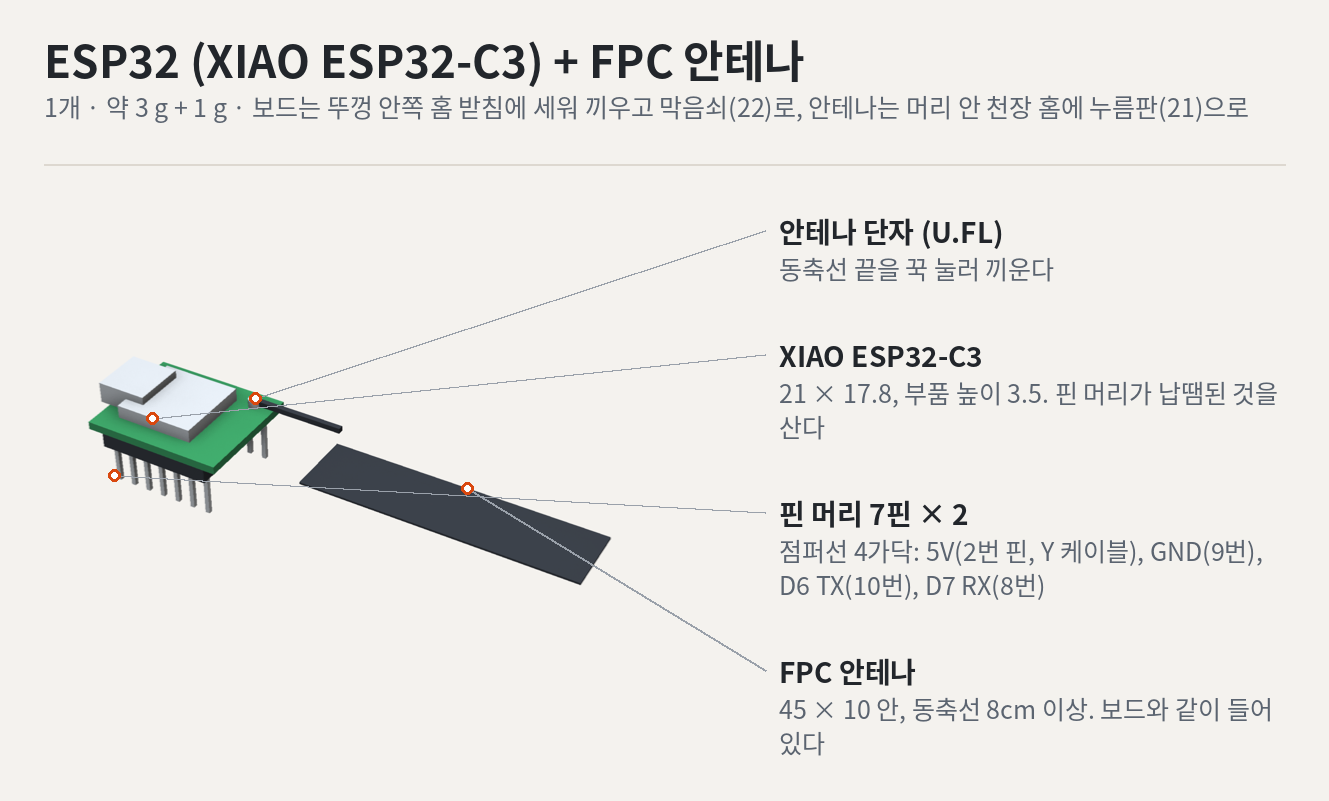 ESP32 (XIAO ESP32-C3) + FPC 안테나
1개 · 약 3 g + 1 g · 보드는 뚜껑 안쪽 홈 받침에 세워 끼우고 막음쇠(22)로, 안테나는 머리 안 천장 홈에 누름판(21)으로
안테나 단자 (U.FL)
동축선 끝을 꾹 눌러 끼운다
XIAO ESP32-C3
21 × 17.8, 부품 높이 3.5. 핀 머리가 납땜된 것을
산다
핀 머리 7핀 × 2
점퍼선 4가닥: 5V(2번 핀, Y 케이블), GND(9번),
D6 TX(10번), D7 RX(8번)
FPC 안테나
45 × 10 안, 동축선 8cm 이상. 보드와 같이 들어
있다